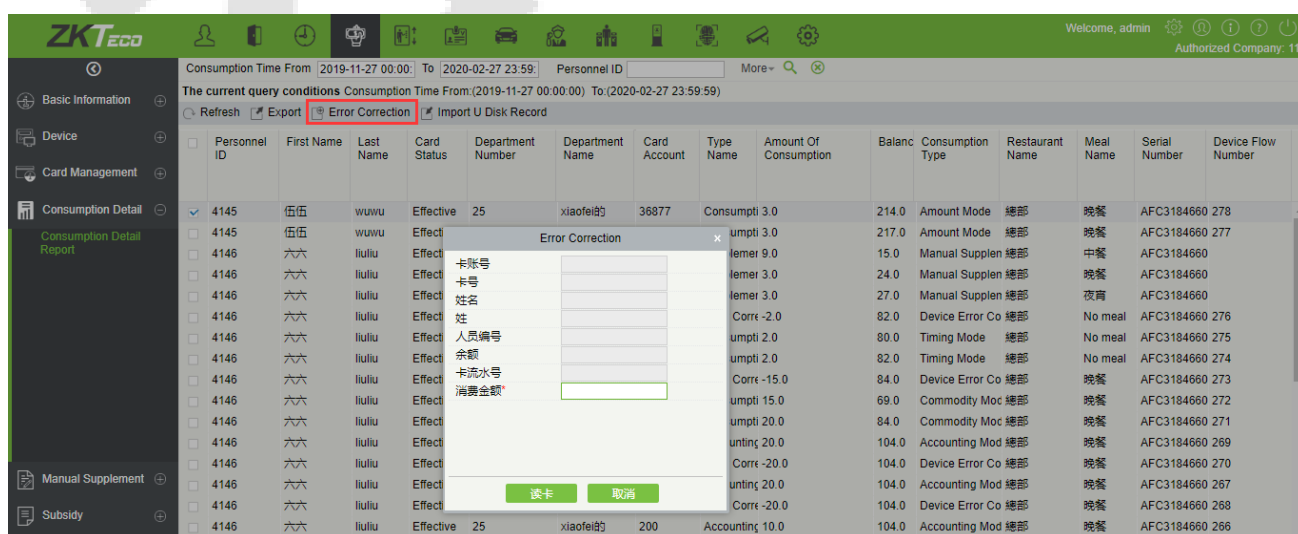 ZKTeco
Welcome, admin
Authorized Company: 11
Consumption Time From 2019-11-27 00:00: To 2020-02-27 23:59: Personnel ID More
The current query conditions Consumption Time From:(2019-11-27 00:00:00) To:(2020-02-27 23:59:59)
Refresh Export Error Correction Import U Disk Record
Basic Information
Device
Card Management
Consumption Detail
Consumption Detail
Report
Manual Supplement
Subsidy
Personnel ID First Name Last Name Card Status Department Number Department Name Card Account Type Name Amount Of Consumption Balanc Consumption Type Restaurant Name Meal Name Serial Number Device Flow Number
4145 伍伍 wuwu Effective 25 xiaofei的 36877 Consumpti 3.0 214.0 Amount Mode 總部 晚餐 AFC3184660 278
4145 伍伍 wuwu Effecti umpti 3.0 217.0 Amount Mode 總部 晚餐 AFC3184660 277
4146 六六 liuliu Effecti lemer 9.0 15.0 Manual Supplen 總部 中餐 AFC3184660
4146 六六 liuliu Effecti lemer 3.0 24.0 Manual Supplen 總部 晚餐 AFC3184660
4146 六六 liuliu Effecti lemer 3.0 27.0 Manual Supplen 總部 夜宵 AFC3184660
4146 六六 liuliu Effecti Corre -2.0 82.0 Device Error Co 總部 No meal AFC3184660 276
4146 六六 liuliu Effecti umpti 2.0 80.0 Timing Mode 總部 No meal AFC3184660 275
4146 六六 liuliu Effecti umpti 2.0 82.0 Timing Mode 總部 No meal AFC3184660 274
4146 六六 liuliu Effecti Corre -15.0 84.0 Device Error Co 總部 晚餐 AFC3184660 273
4146 六六 liuliu Effecti umpti 15.0 69.0 Commodity Moc 總部 晚餐 AFC3184660 272
4146 六六 liuliu Effecti umpti 20.0 84.0 Commodity Moc 總部 晚餐 AFC3184660 271
4146 六六 liuliu Effecti unting 20.0 104.0 Accounting Mod 總部 晚餐 AFC3184660 269
4146 六六 liuliu Effecti Corre -20.0 104.0 Device Error Co 總部 晚餐 AFC3184660 270
4146 六六 liuliu Effecti unting 20.0 104.0 Accounting Mod 總部 晚餐 AFC3184660 267
4146 六六 liuliu Effecti Corre -20.0 104.0 Device Error Co 總部 晚餐 AFC3184660 268
4146 六六 liuliu Effective 25 xiaofei的 200 Accounting 10.0 104.0 Accounting Mod 總部 晚餐 AFC3184660 266
Error Correction
卡账号
卡号
姓名
姓
人员编号
余额
卡流水号
消费金额*
读卡 取消